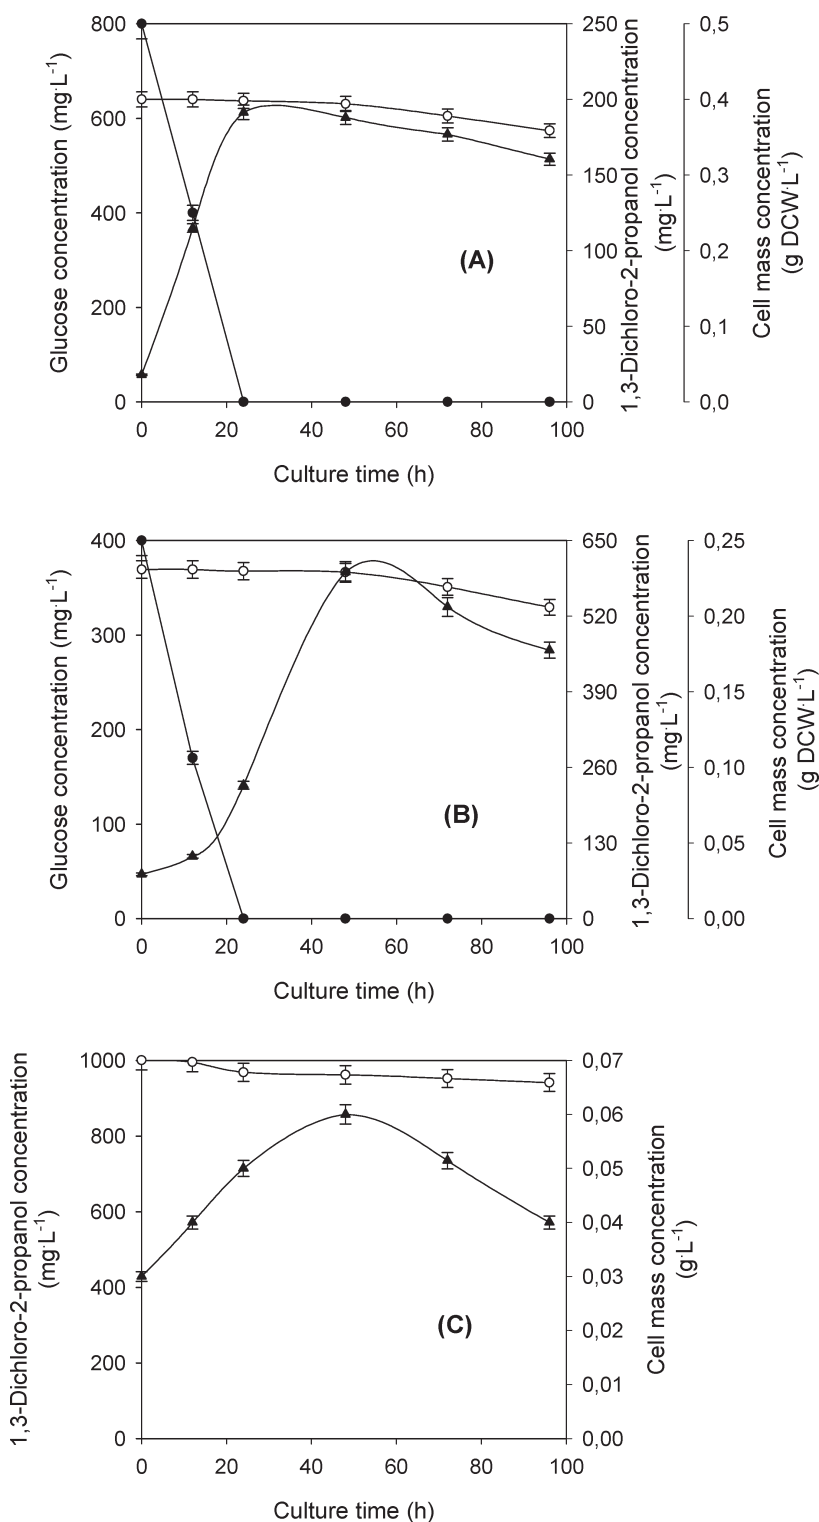 800
600
400
200
0
Glucose concentration (mg·L⁻¹)
250
200
150
100
50
0
1,3-Dichloro-2-propanol concentration
(mg·L⁻¹)
0,5
0,4
0,3
0,2
0,1
0,0
Cell mass concentration
(g DCW·L⁻¹)
(A)
0 20 40 60 80 100
Culture time (h)
400
300
200
100
0
Glucose concentration (mg·L⁻¹)
650
520
390
260
130
0
1,3-Dichloro-2-propanol concentration
(mg·L⁻¹)
0,25
0,20
0,15
0,10
0,05
0,00
Cell mass concentration
(g DCW·L⁻¹)
(B)
0 20 40 60 80 100
Culture time (h)
1000
800
600
400
200
0
1,3-Dichloro-2-propanol concentration
(mg·L⁻¹)
0,07
0,06
0,05
0,04
0,03
0,02
0,01
0,00
Cell mass concentration
(g·L⁻¹)
(C)
0 20 40 60 80 100
Culture time (h)